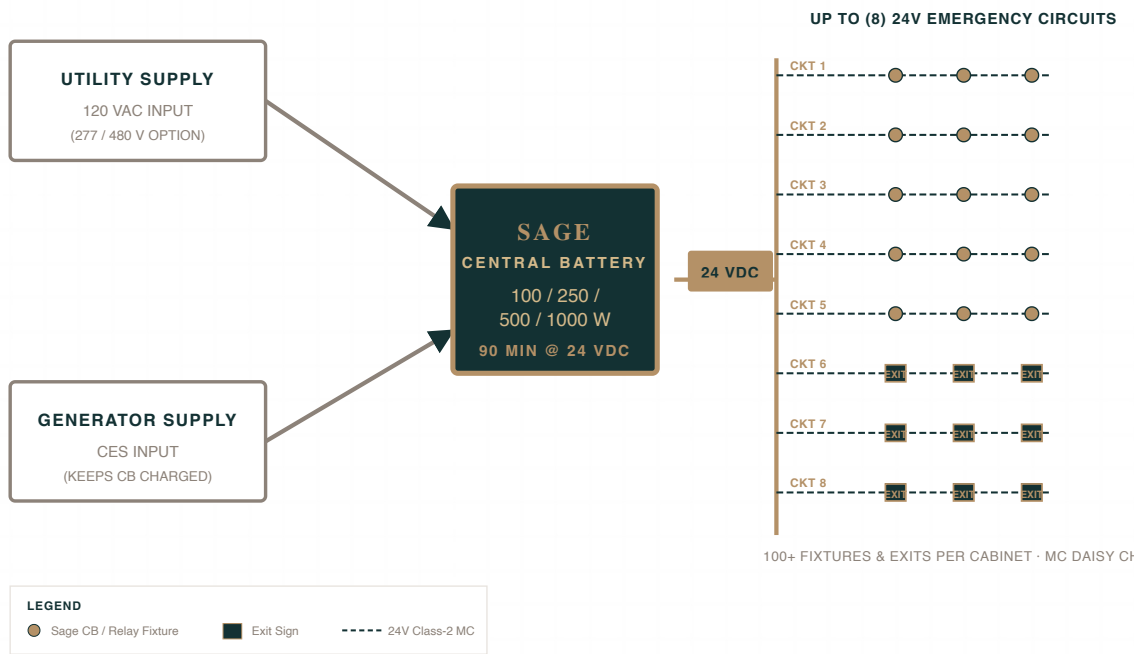 UP TO (8) 24V EMERGENCY CIRCUITS
UTILITY SUPPLY
120 VAC INPUT
(277 / 480 V OPTION)
GENERATOR SUPPLY
CES INPUT
(KEEPS CB CHARGED)
SAGE
CENTRAL BATTERY
100 / 250 /
500 / 1000 W
90 MIN @ 24 VDC
24 VDC
CKT 1
CKT 2
CKT 3
CKT 4
CKT 5
CKT 6
EXIT EXIT EXIT
CKT 7
EXIT EXIT EXIT
CKT 8
EXIT EXIT EXIT
100+ FIXTURES & EXITS PER CABINET · MC DAISY
LEGEND
Sage CB / Relay Fixture
Exit Sign
24V Class-2 MC